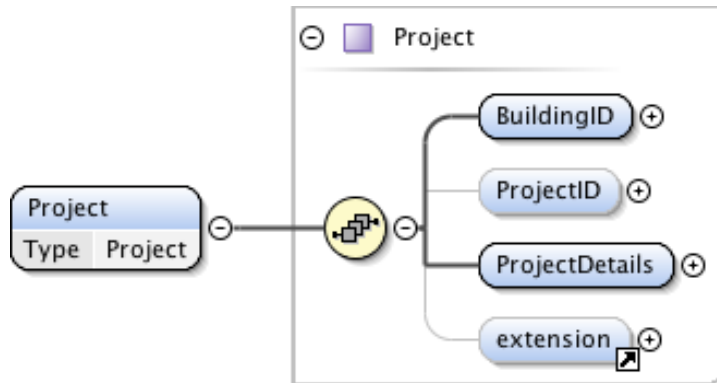 Project
BuildingID
ProjectID
Project
Type Project
ProjectDetails
extension